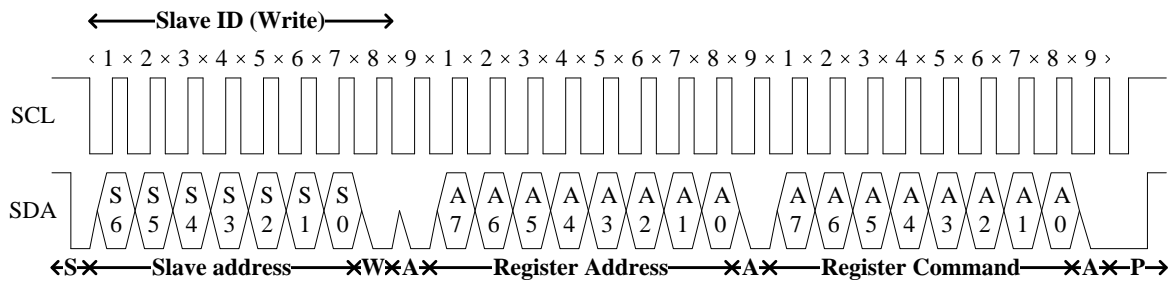 Slave ID (Write)
‹ 1 × 2 × 3 × 4 × 5 × 6 × 7 × 8 × 9 × 1 × 2 × 3 × 4 × 5 × 6 × 7 × 8 × 9 × 1 × 2 × 3 × 4 × 5 × 6 × 7 × 8 × 9 ›
SCL
SDA
S S S S S S S A A A A A A A A A A A A A A A A
6 5 4 3 2 1 0 7 6 5 4 3 2 1 0 7 6 5 4 3 2 1 0
S Slave address W A Register Address A Register Command A P